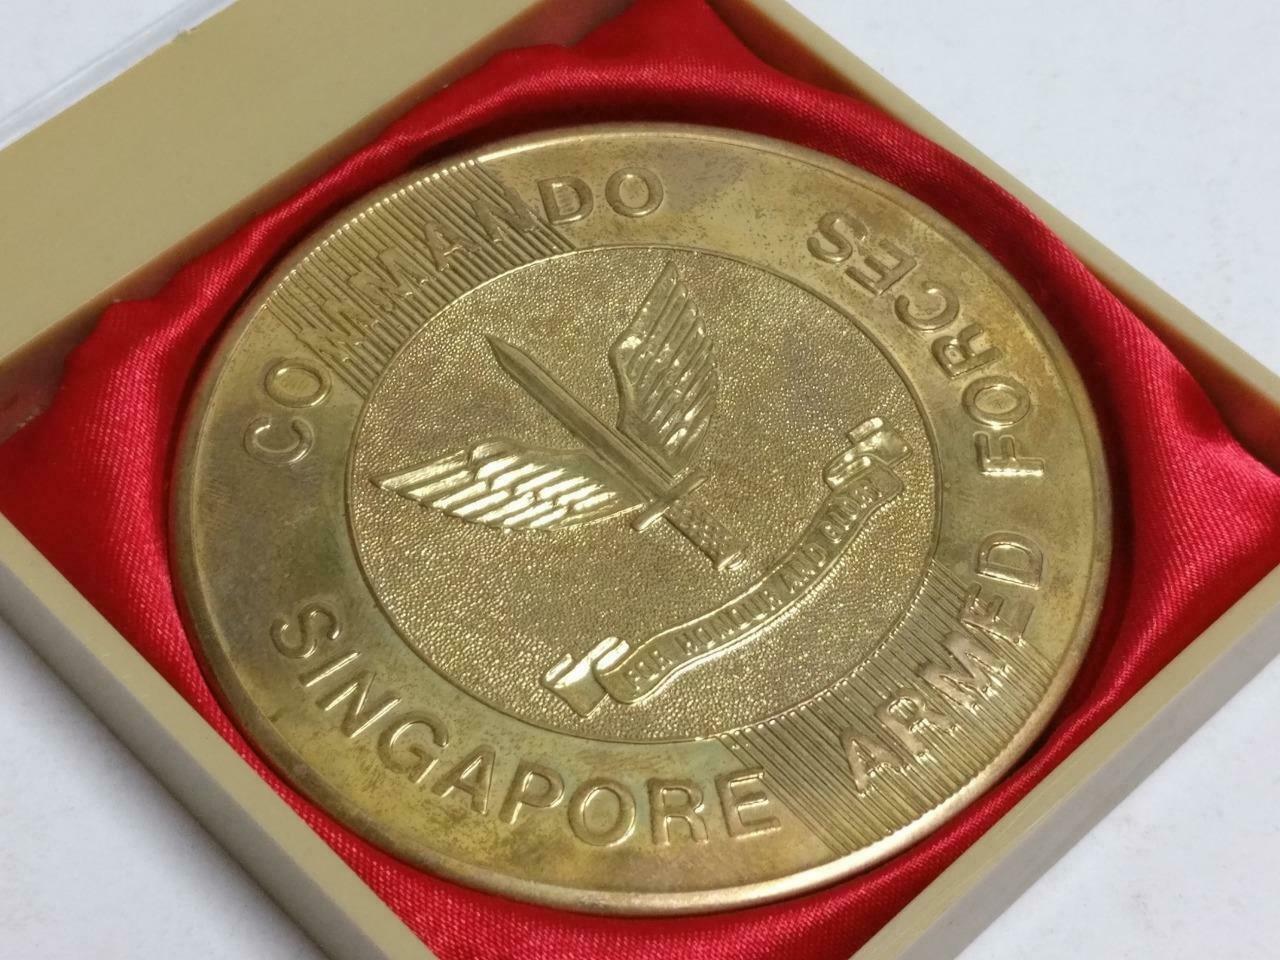 COMMANDO
SINGAPORE ARMED FORCES
FOR HONOUR AND GLORY